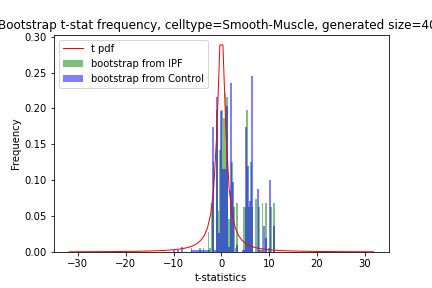 Bootstrap t-stat frequency, celltype=Smooth-Muscle, generated size=40
t pdf
bootstrap from IPF
bootstrap from Control
Frequency
0.30
0.25
0.20
0.15
0.10
0.05
0.00
−30 −20 −10 0 10 20 30
t-statistics